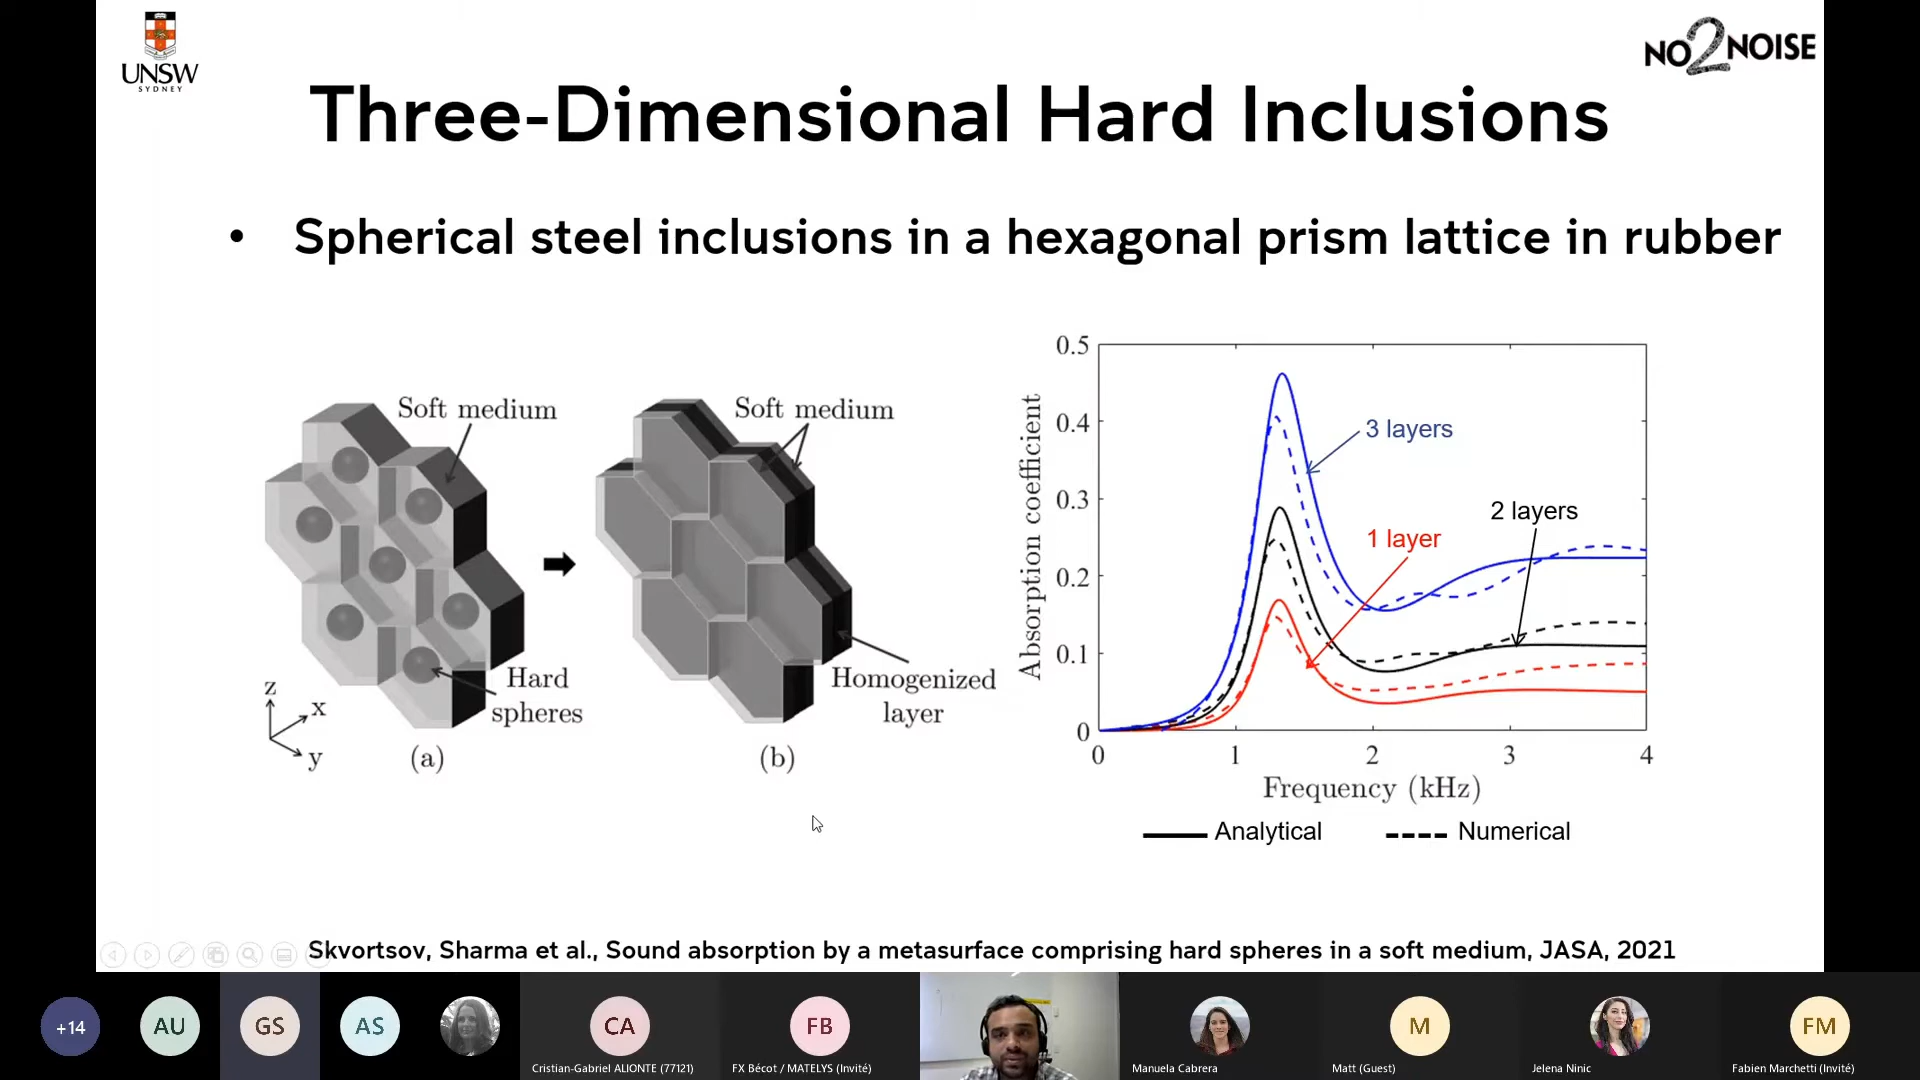 UNSW
SYDNEY
NO2NOISE
Three-Dimensional Hard Inclusions
• Spherical steel inclusions in a hexagonal prism lattice in rubber
Soft medium
Hard
spheres
z
x
y
(a)
Soft medium
Homogenized
layer
(b)
Absorption coefficient
0.5
0.4
0.3
0.2
0.1
0
3 layers
2 layers
1 layer
0 1 2 3 4
Frequency (kHz)
Analytical Numerical
Skvortsov, Sharma et al., Sound absorption by a metasurface comprising hard spheres in a soft medium, JASA, 2021
+14
AU
GS
AS
CA
Cristian-Gabriel ALIONTE (77121)
FB
FX Bécot / MATELYS (Invité)
Manuela Cabrera
M
Matt (Guest)
Jelena Ninic
FM
Fabien Marchetti (Invité)